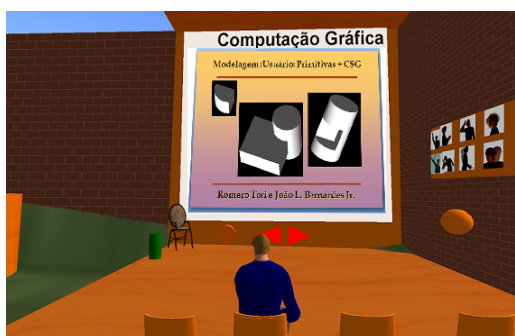 Computação Gráfica
Modelagem:Usuário: Primitivas + CSG
Romero Tori e João L. Bernardes Jr.